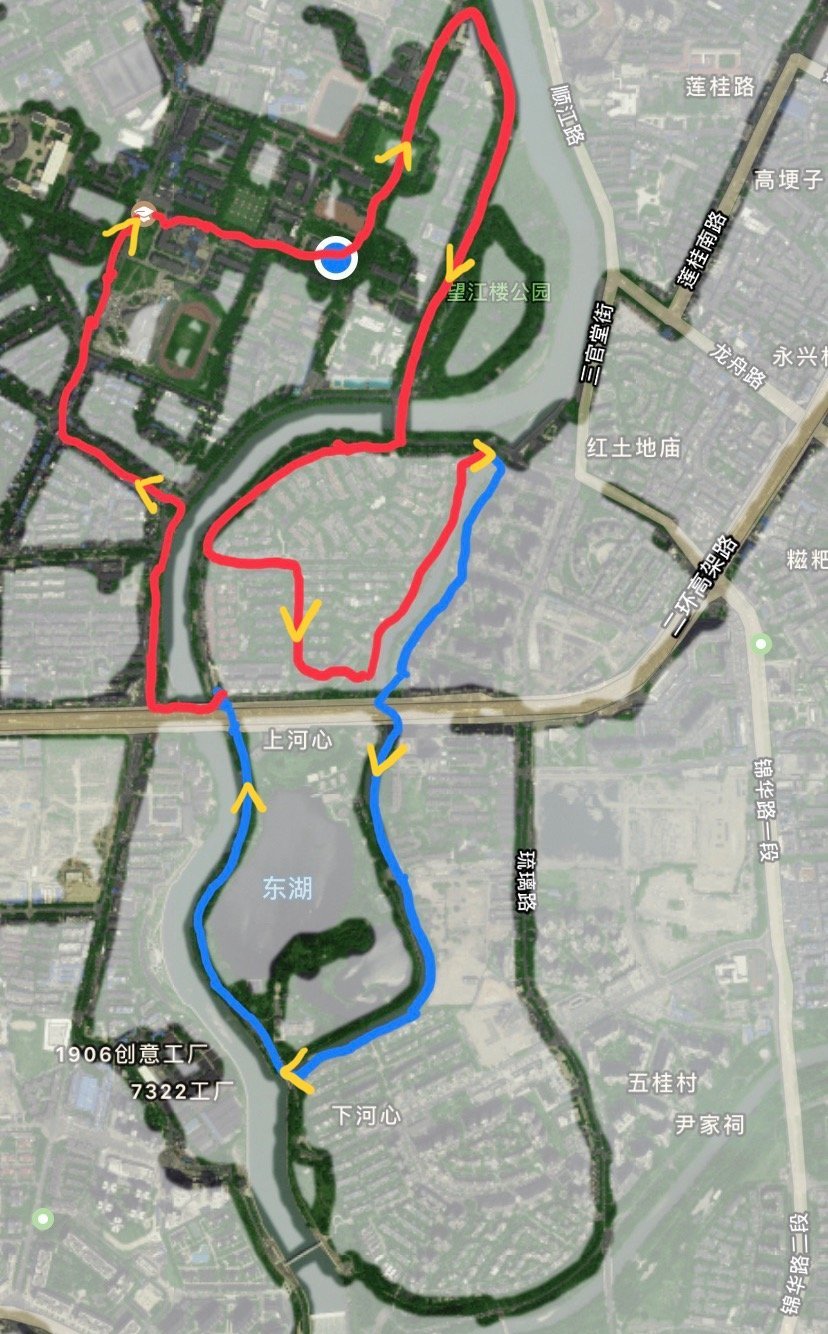 莲桂路
顺江路
高埂子
莲桂南路
望江楼公园
三官堂街
龙舟路
永兴
红土地庙
二环高架路
糍粑
上河心
锦华路一段
琉璃路
东湖
1906创意工厂
7322工厂
五桂村
下河心
尹家祠
锦华路二段